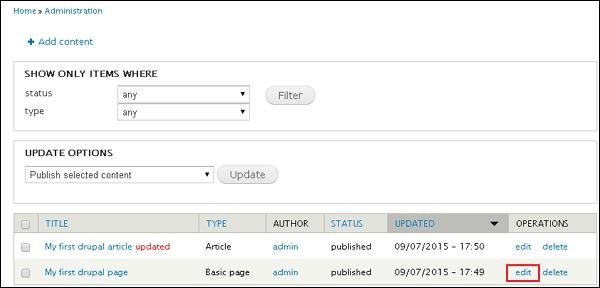 Home » Administration
+ Add content
SHOW ONLY ITEMS WHERE
status any Filter
type any
UPDATE OPTIONS
Publish selected content Update
TITLE TYPE AUTHOR STATUS UPDATED OPERATIONS
My first drupal article updated Article admin published 09/07/2015 - 17:50 edit delete
My first drupal page Basic page admin published 09/07/2015 - 17:49 edit delete